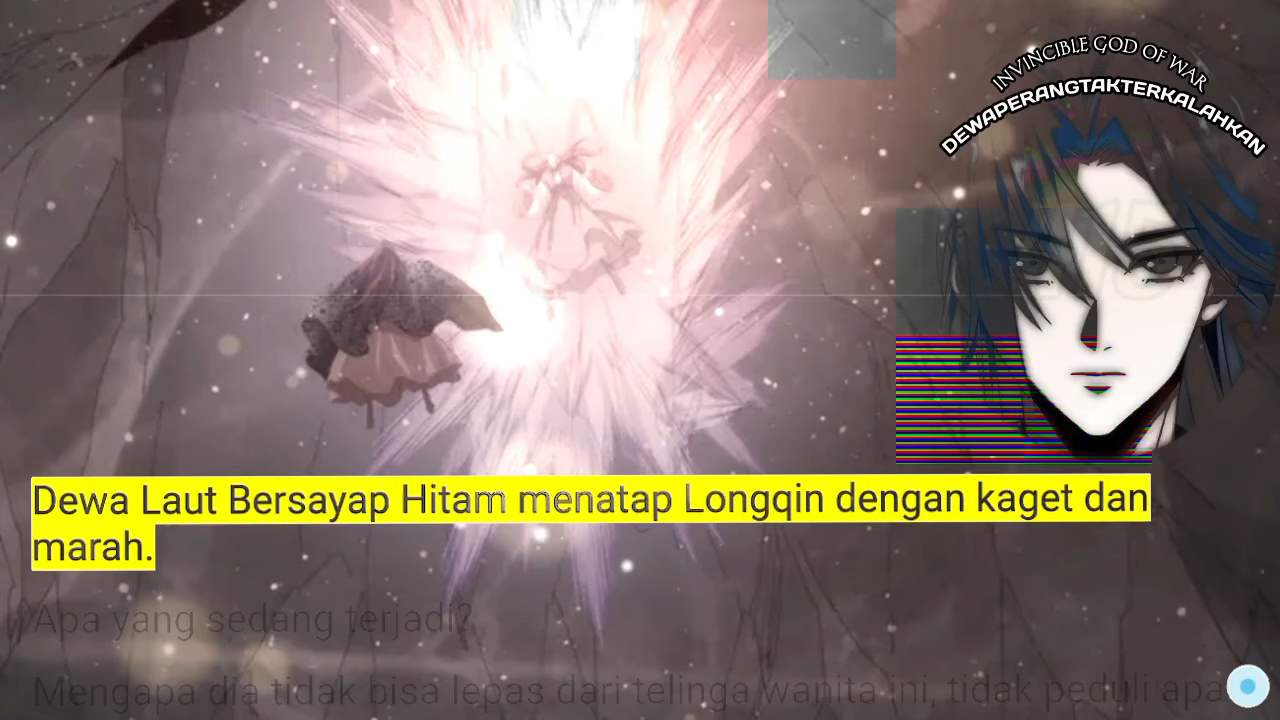 INVINCIBLE GOD OF WAR
DEWAPERANGTAKTERKALAHKAN
Dewa Laut Bersayap Hitam menatap Longqin dengan kaget dan
marah.
Apa yang sedang terjadi?
Mengapa dia tidak bisa lepas dari telinga wanita ini, tidak peduli apa